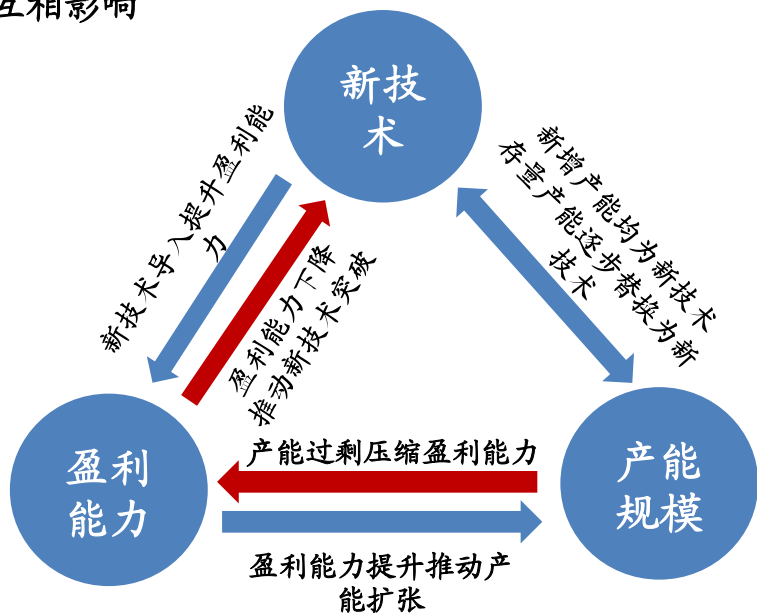 互相影响
新技
术
新技术导入提升盈利能
力
盈利能力下降
推动新技术突破
新增产能均为新技术
存量产能逐步替换为新
技术
盈利
能力
产能过剩压缩盈利能力
产能
规模
盈利能力提升推动产
能扩张